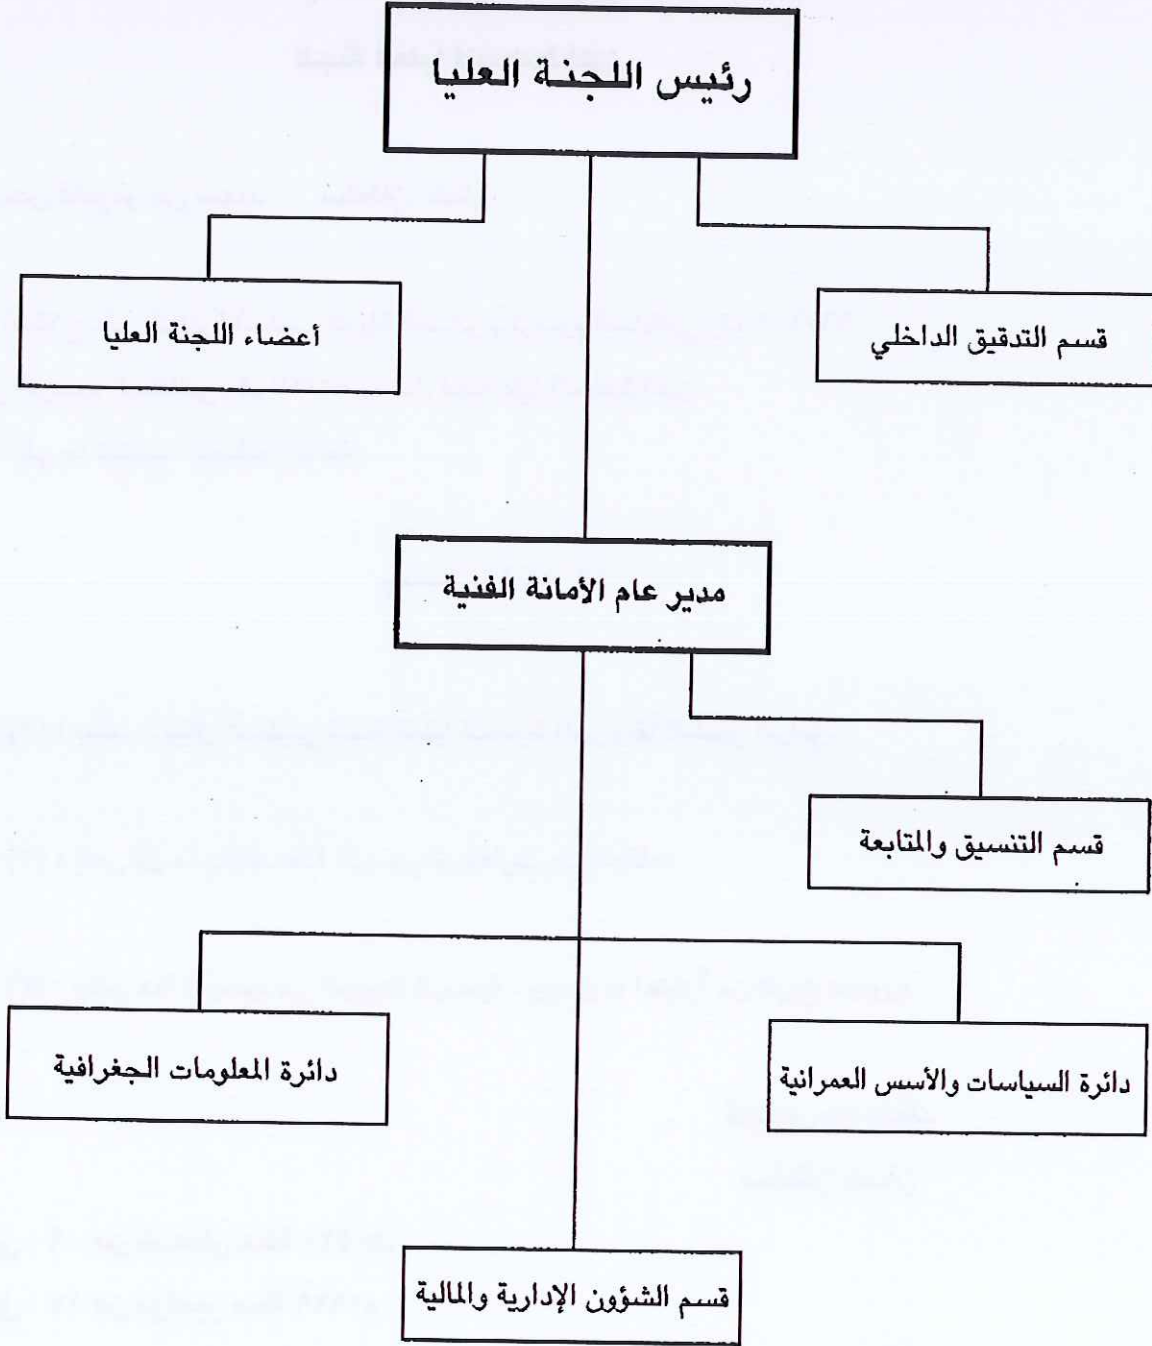 رئيس اللجنة العليا
قسم التدقيق الداخلي
أعضاء اللجنة العليا
مدير عام الأمانة الفنية
قسم التنسيق والمتابعة
دائرة السياسات والأسس العمرانية
دائرة المعلومات الجغرافية
قسم الشؤون الإدارية والمالية